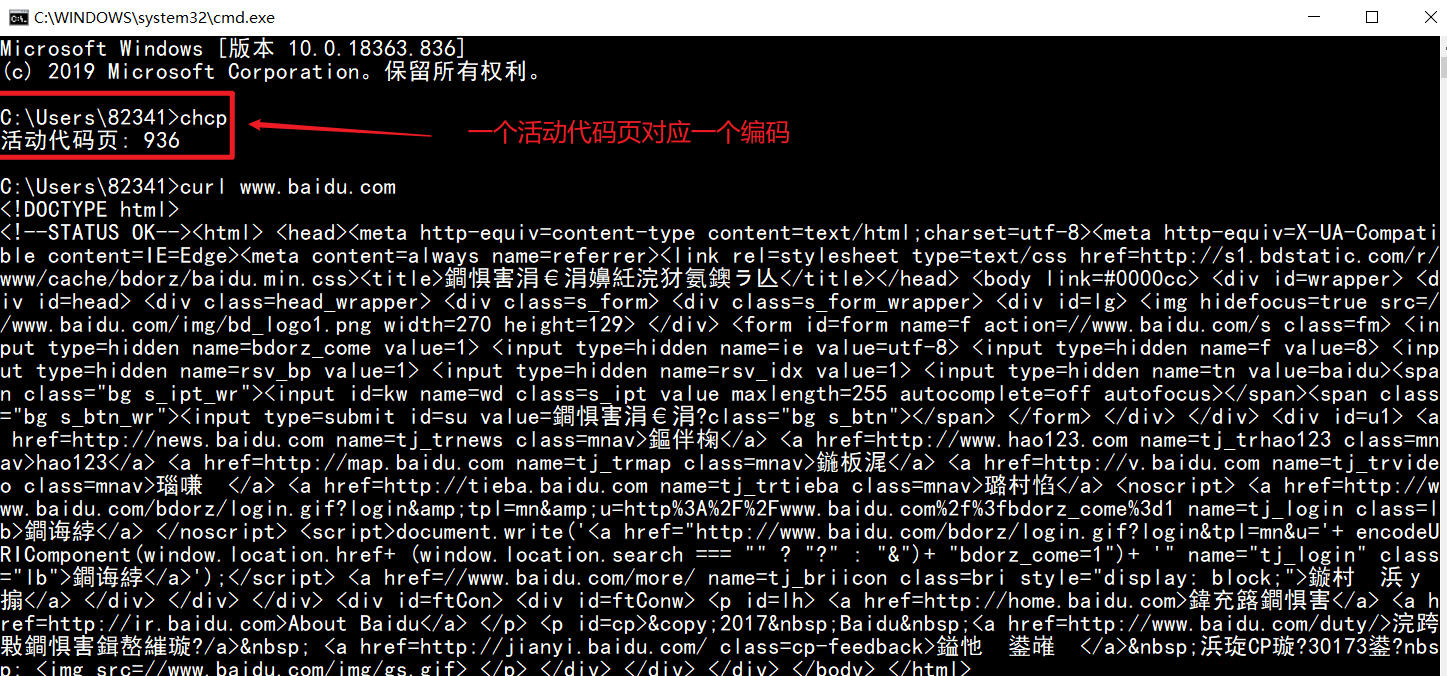 C:\WINDOWS\system32\cmd.exe
Microsoft Windows [版本 10.0.18363.836]
(c) 2019 Microsoft Corporation。保留所有权利。
C:\Users\82341>chcp
活动代码页: 936
一个活动代码页对应一个编码
C:\Users\82341>curl www.baidu.com
<!DOCTYPE html>
<!--STATUS OK--><html> <head><meta http-equiv=content-type content=text/html;charset=utf-8><meta http-equiv=X-UA-Compati
ble content=IE=Edge><meta content=always name=referrer><link rel=stylesheet type=text/css href=http://s1.bdstatic.com/r/
www/cache/bdorz/baidu.min.css><title>鐧惧害涓€涓嬶紝浣犲氨鐭ラ亾</title></head> <body link=#0000cc> <div id=wrapper> <d
iv id=head> <div class=head_wrapper> <div class=s_form> <div class=s_form_wrapper> <div id=lg> <img hidefocus=true src=/
/www.baidu.com/img/bd_logo1.png width=270 height=129> </div> <form id=form name=f action=//www.baidu.com/s class=fm> <in
put type=hidden name=bdorz_come value=1> <input type=hidden name=ie value=utf-8> <input type=hidden name=f value=8> <inp
ut type=hidden name=rsv_bp value=1> <input type=hidden name=rsv_idx value=1> <input type=hidden name=tn value=baidu><spa
n class="bg s_ipt_wr"><input id=kw name=wd class=s_ipt value maxlength=255 autocomplete=off autofocus></span><span class
="bg s_btn_wr"><input type=submit id=su value=鐧惧害涓€涓?class="bg s_btn"></span> </form> </div> </div> <div id=u1> <a
 href=http://news.baidu.com name=tj_trnews class=mnav>鏂伴椈</a> <a href=http://www.hao123.com name=tj_trhao123 class=mn
av>hao123</a> <a href=http://map.baidu.com name=tj_trmap class=mnav>鍦板浘</a> <a href=http://v.baidu.com name=tj_trvide
o class=mnav>瑙嗛</a> <a href=http://tieba.baidu.com name=tj_trtieba class=mnav>璐村惂</a> <noscript> <a href=http://w
ww.baidu.com/bdorz/login.gif?login&amp;tpl=mn&amp;u=http%3A%2F%2Fwww.baidu.com%2f%3fbdorz_come%3d1 name=tj_login class=l
b>鐧诲綍</a> </noscript> <script>document.write('<a href="http://www.baidu.com/bdorz/login.gif?login&tpl=mn&u='+ encodeU
RIComponent(window.location.href+ (window.location.search === "" ? "?" : "&")+ "bdorz_come=1")+ '" name="tj_login" class
="lb">鐧诲綍</a>');</script> <a href=//www.baidu.com/more/ name=tj_briicon class=bri style="display: block;">鏇村 浜у
搧</a> </div> </div> </div> <div id=ftCon> <div id=ftConw> <p id=lh> <a href=http://home.baidu.com>鍏充簬鐧惧害</a> <a h
ref=http://ir.baidu.com>About Baidu</a> </p> <p id=cp>&copy;2017&nbsp;Baidu&nbsp;<a href=http://www.baidu.com/duty/>浣跨
敤鐧惧害鍓嶅繀璇?/a>&nbsp; <a href=http://jianyi.baidu.com/ class=cp-feedback>鎰忚 鍙嶉 </a>&nbsp;浜琁CP璇?30173鍙?nbs
p; <img src=//www.baidu.com/img/gs.gif> </p> </div> </div> </div> </body> </html>